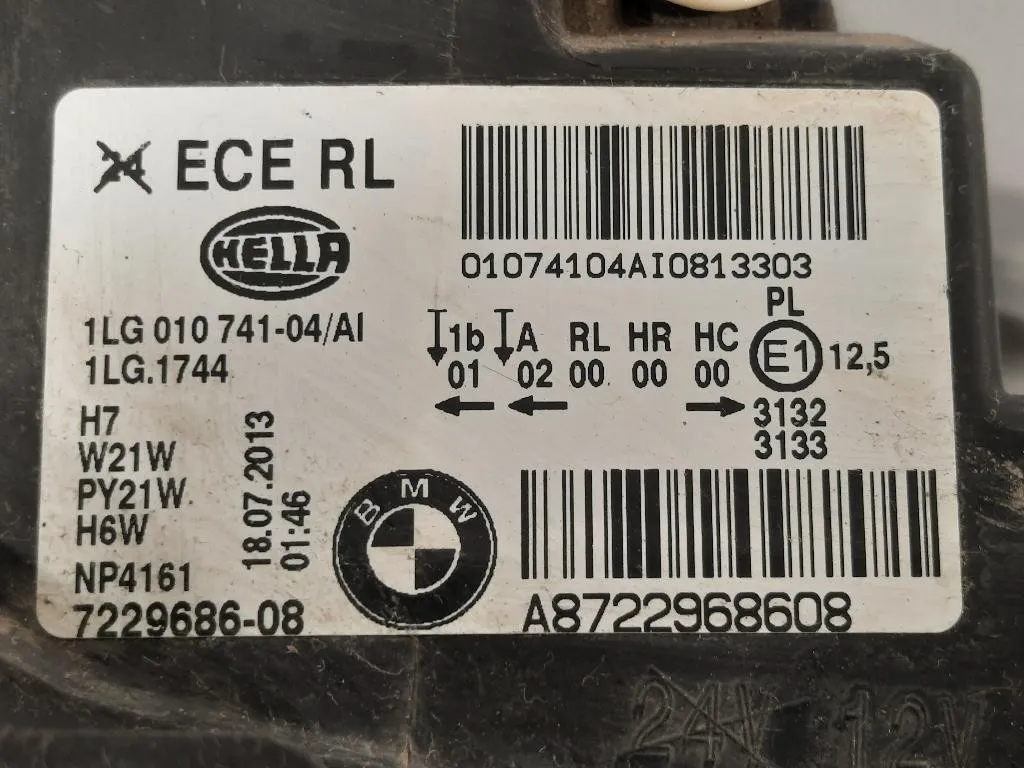 24 ECE RL
HELLA
1LG 010 741-04/AI
1LG.1744
H7
W21W
PY21W
H6W
NP4161
7229686-08
18.07.2013
01:46
BMW
01074104AI0813303
PL
1b A RL HR HC
01 02 00 00 00
E1 12,5
3132
3133
A8722968608
24V 12V